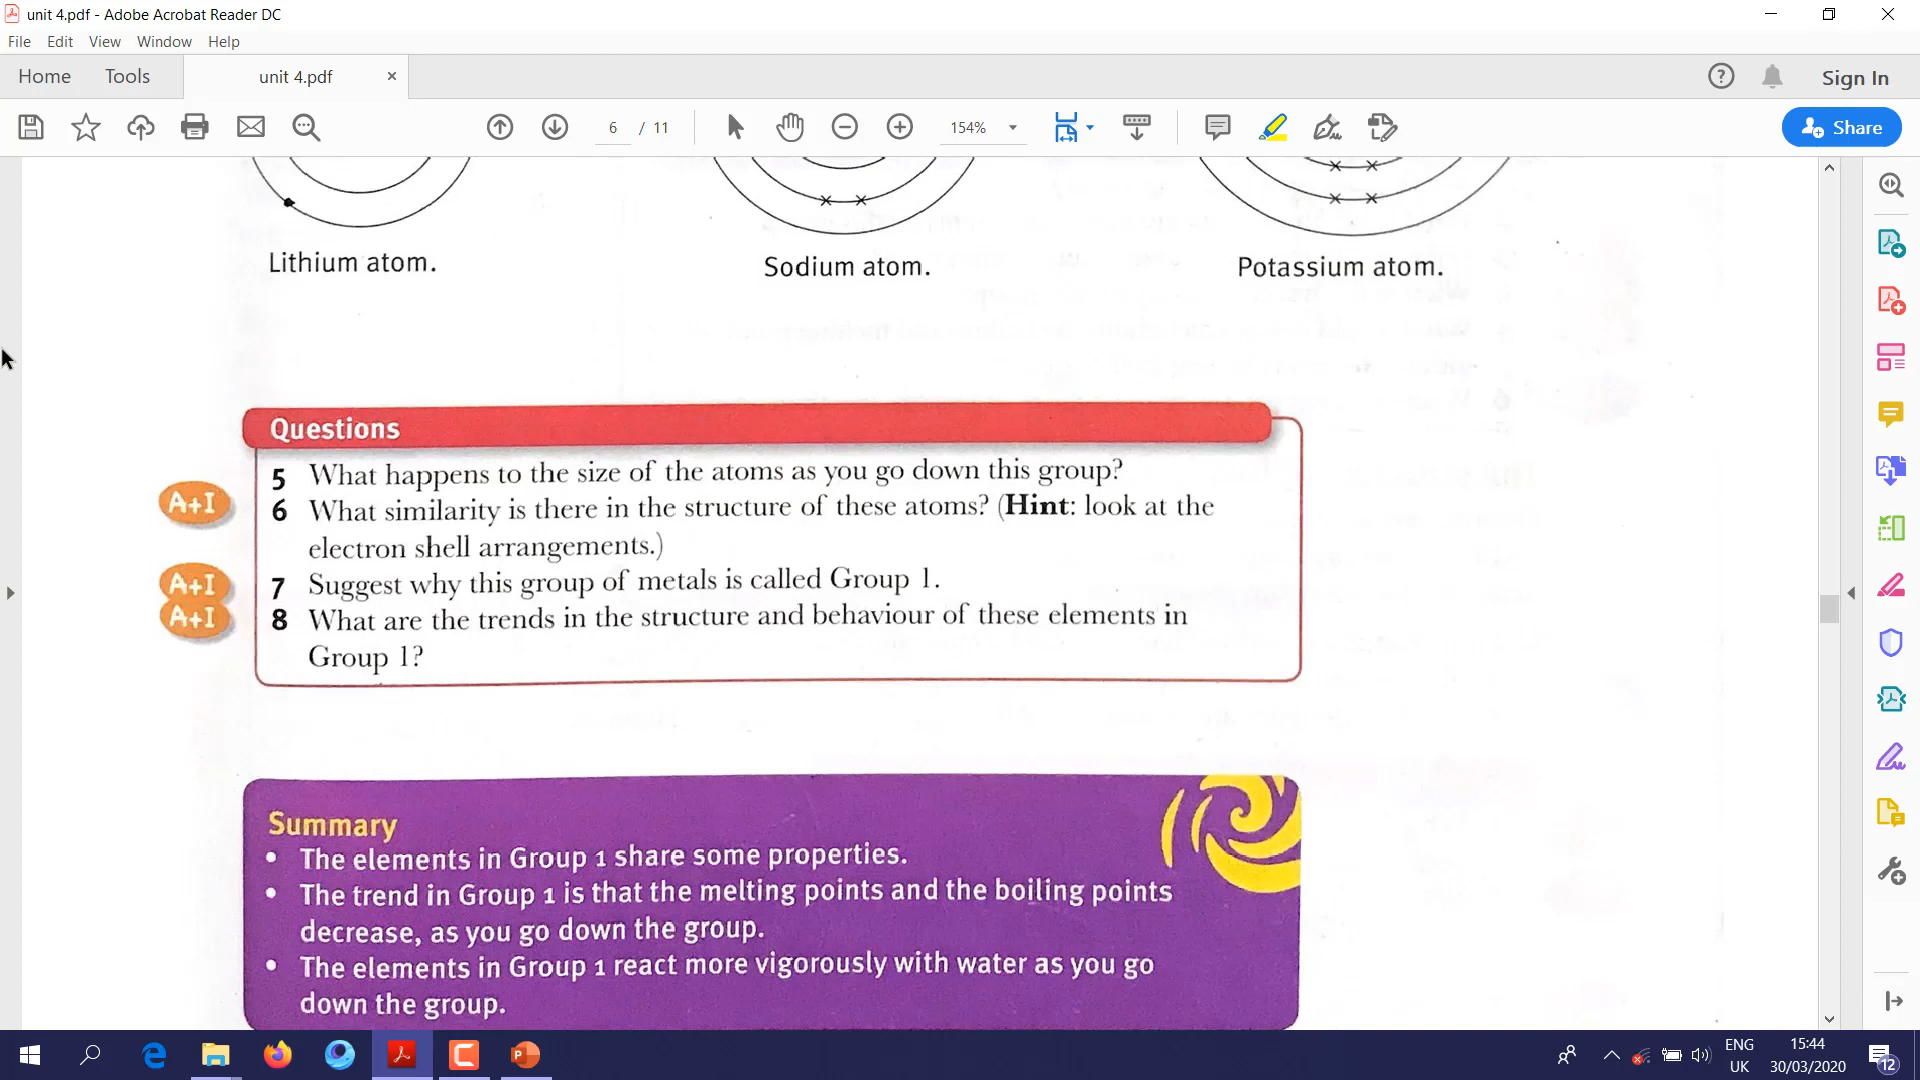 unit 4.pdf - Adobe Acrobat Reader DC
File Edit View Window Help
Home Tools unit 4.pdf × Sign In
6 / 11 154% Share
Lithium atom. Sodium atom. Potassium atom.
Questions
5 What happens to the size of the atoms as you go down this group?
A+I 6 What similarity is there in the structure of these atoms? (Hint: look at the
electron shell arrangements.)
A+I 7 Suggest why this group of metals is called Group 1.
A+I 8 What are the trends in the structure and behaviour of these elements in
Group 1?
Summary
• The elements in Group 1 share some properties.
• The trend in Group 1 is that the melting points and the boiling points
decrease, as you go down the group.
• The elements in Group 1 react more vigorously with water as you go
down the group.
ENG 15:44
UK 30/03/2020 12